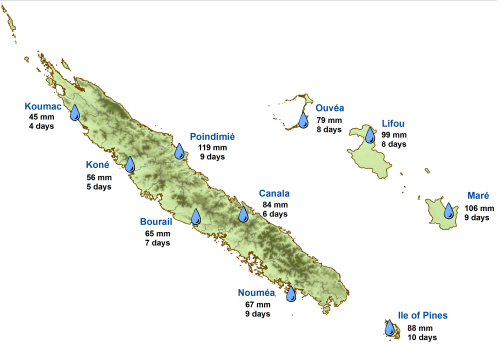 Koumac
45 mm
4 days
Ouvéa
79 mm
8 days
Lifou
99 mm
8 days
Poindimié
119 mm
9 days
Koné
56 mm
5 days
Canala
84 mm
6 days
Maré
106 mm
9 days
Bourail
65 mm
7 days
Nouméa
67 mm
9 days
Ile of Pines
88 mm
10 days